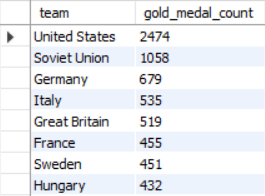 team gold_medal_count
United States 2474
Soviet Union 1058
Germany 679
Italy 535
Great Britain 519
France 455
Sweden 451
Hungary 432